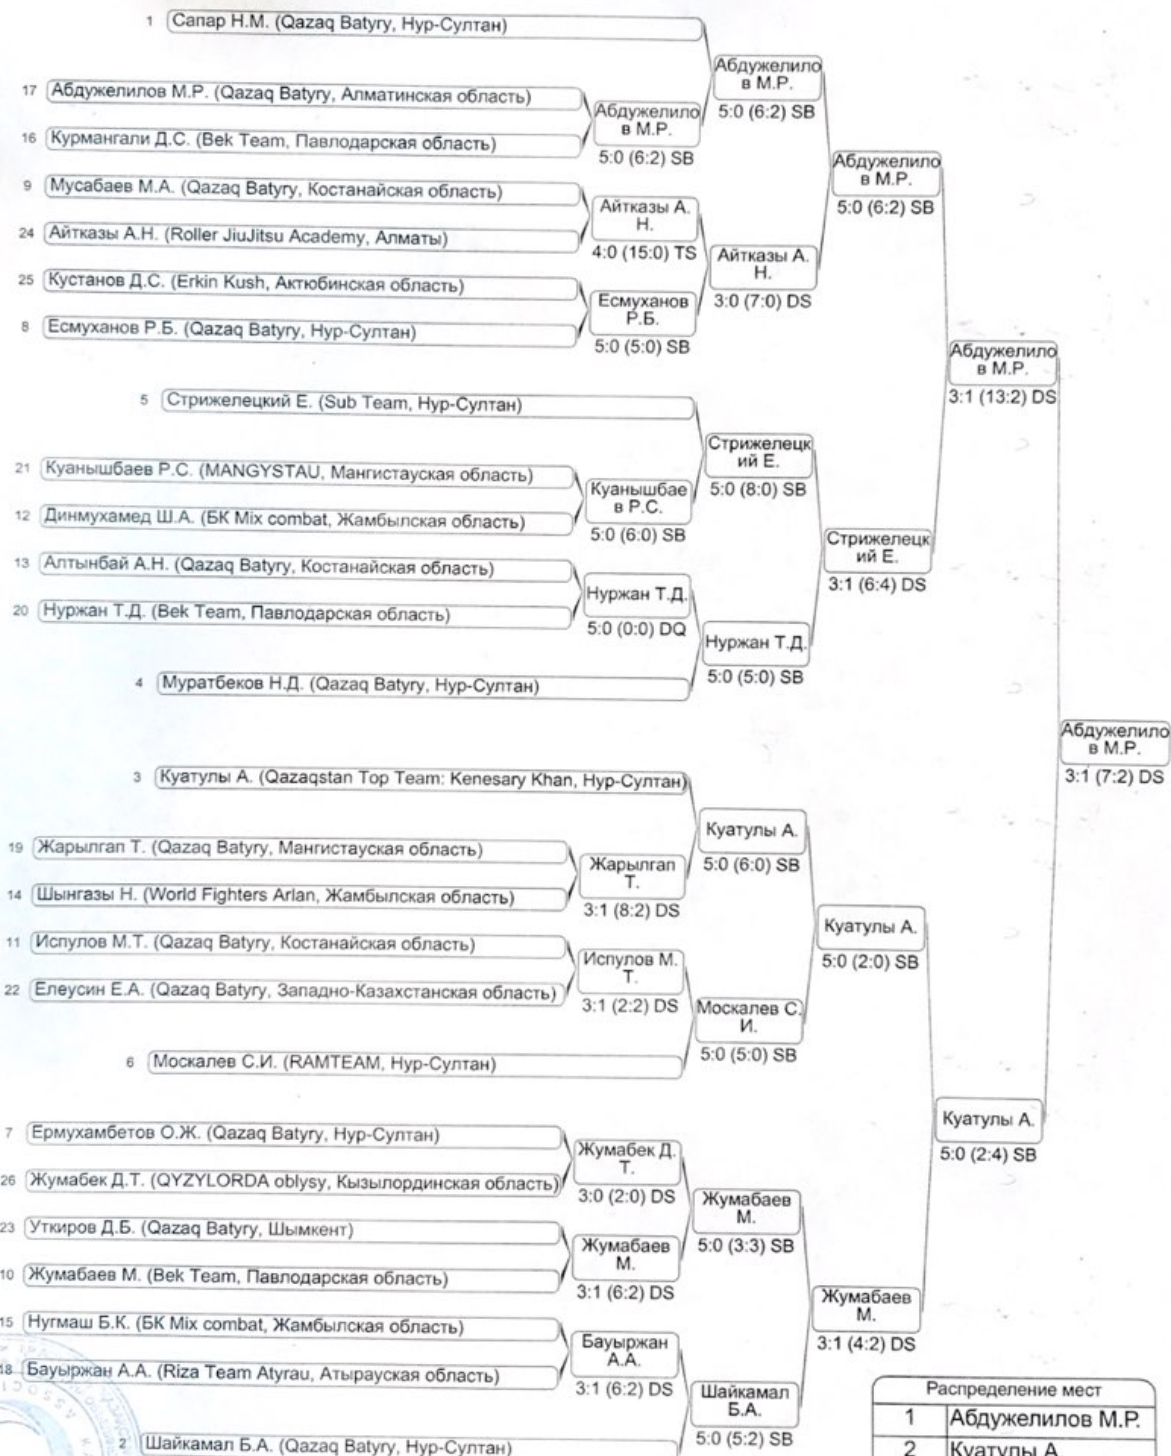 1 Сапар Н.М. (Qazaq Batyry, Нур-Султан)
Абдужелило
в М.Р.
5:0 (6:2) SB
17 Абдужелилов М.Р. (Qazaq Batyry, Алматинская область)
Абдужелило
в М.Р.
5:0 (6:2) SB
16 Курмангали Д.С. (Bek Team, Павлодарская область)
Абдужелило
в М.Р.
5:0 (6:2) SB
9 Мусабаев М.А. (Qazaq Batyry, Костанайская область)
Айтказы А.
Н.
4:0 (15:0) TS
24 Айтказы А.Н. (Roller JiuJitsu Academy, Алматы)
Айтказы А.
Н.
3:0 (7:0) DS
25 Кустанов Д.С. (Erkin Kush, Актюбинская область)
Есмуханов
Р.Б.
5:0 (5:0) SB
8 Есмуханов Р.Б. (Qazaq Batyry, Нур-Султан)
Абдужелило
в М.Р.
3:1 (13:2) DS
5 Стрижелецкий Е. (Sub Team, Нур-Султан)
Стрижелецк
ий Е.
5:0 (8:0) SB
21 Куанышбаев Р.С. (MANGYSTAU, Мангистауская область)
Куанышбае
в Р.С.
5:0 (6:0) SB
12 Динмухамед Ш.А. (БК Mix combat, Жамбылская область)
Стрижелецк
ий Е.
3:1 (6:4) DS
13 Алтынбай А.Н. (Qazaq Batyry, Костанайская область)
Нуржан Т.Д.
5:0 (0:0) DQ
20 Нуржан Т.Д. (Bek Team, Павлодарская область)
Нуржан Т.Д.
5:0 (5:0) SB
4 Муратбеков Н.Д. (Qazaq Batyry, Нур-Султан)
Абдужелило
в М.Р.
3:1 (7:2) DS
3 Куатулы А. (Qazaqstan Top Team: Kenesary Khan, Нур-Султан)
Куатулы А.
5:0 (6:0) SB
19 Жарылгап Т. (Qazaq Batyry, Мангистауская область)
Жарылгап
Т.
3:1 (8:2) DS
14 Шынгазы Н. (World Fighters Arlan, Жамбылская область)
Куатулы А.
5:0 (2:0) SB
11 Испулов М.Т. (Qazaq Batyry, Костанайская область)
Испулов М.
Т.
3:1 (2:2) DS
22 Елеусин Е.А. (Qazaq Batyry, Западно-Казахстанская область)
Москалев С.
И.
5:0 (5:0) SB
6 Москалев С.И. (RAMTEAM, Нур-Султан)
Куатулы А.
5:0 (2:4) SB
7 Ермухамбетов О.Ж. (Qazaq Batyry, Нур-Султан)
Жумабек Д.
Т.
3:0 (2:0) DS
26 Жумабек Д.Т. (QYZYLORDA oblysy, Кызылординская область)
Жумабаев
М.
5:0 (3:3) SB
23 Уткиров Д.Б. (Qazaq Batyry, Шымкент)
Жумабаев
М.
3:1 (6:2) DS
10 Жумабаев М. (Bek Team, Павлодарская область)
Жумабаев
М.
3:1 (4:2) DS
15 Нугмаш Б.К. (БК Mix combat, Жамбылская область)
Бауыржан
А.А.
3:1 (6:2) DS
18 Бауыржан А.А. (Riza Team Atyrau, Атырауская область)
Шайкамал
Б.А.
5:0 (5:2) SB
2 Шайкамал Б.А. (Qazaq Batyry, Нур-Султан)
Распределение мест
1 Абдужелилов М.Р.
2 Куатулы А.